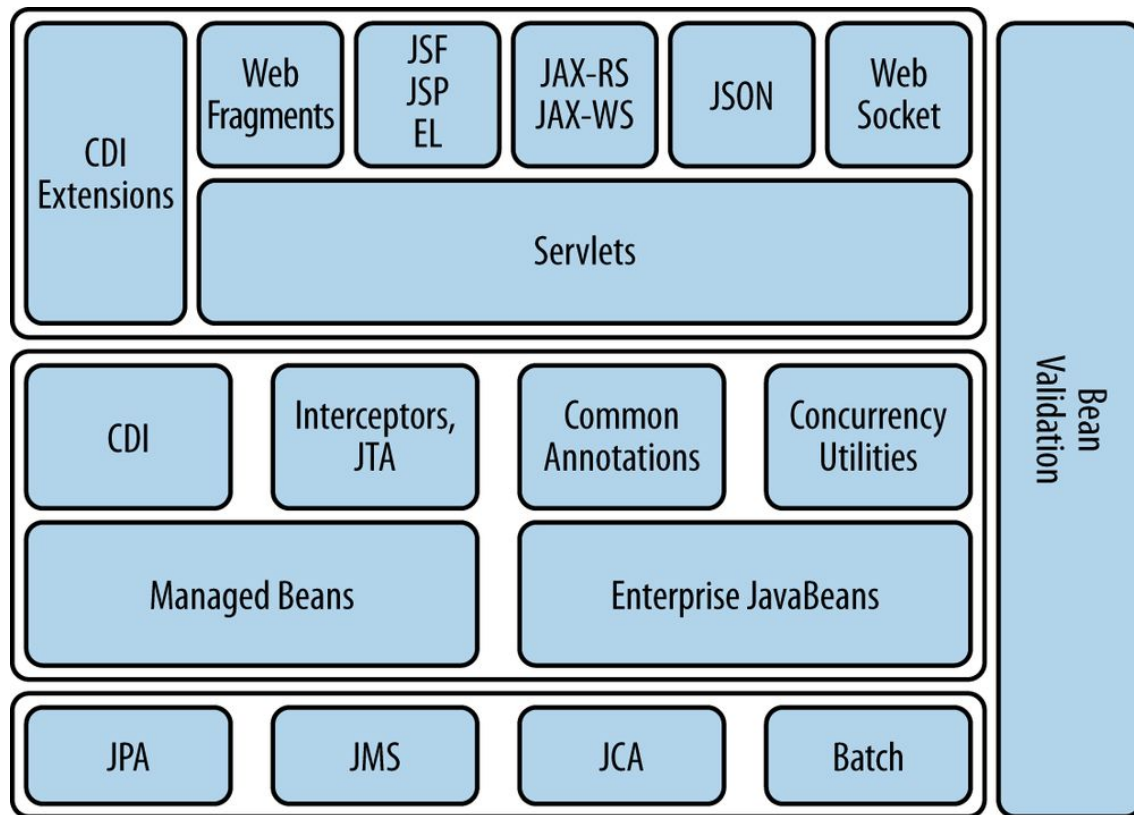 CDI
Extensions
Web
Fragments
JSF
JSP
EL
JAX-RS
JAX-WS
JSON
Web
Socket
Servlets
CDI
Interceptors,
JTA
Common
Annotations
Concurrency
Utilities
Managed Beans
Enterprise JavaBeans
JPA
JMS
JCA
Batch
Bean
Validation